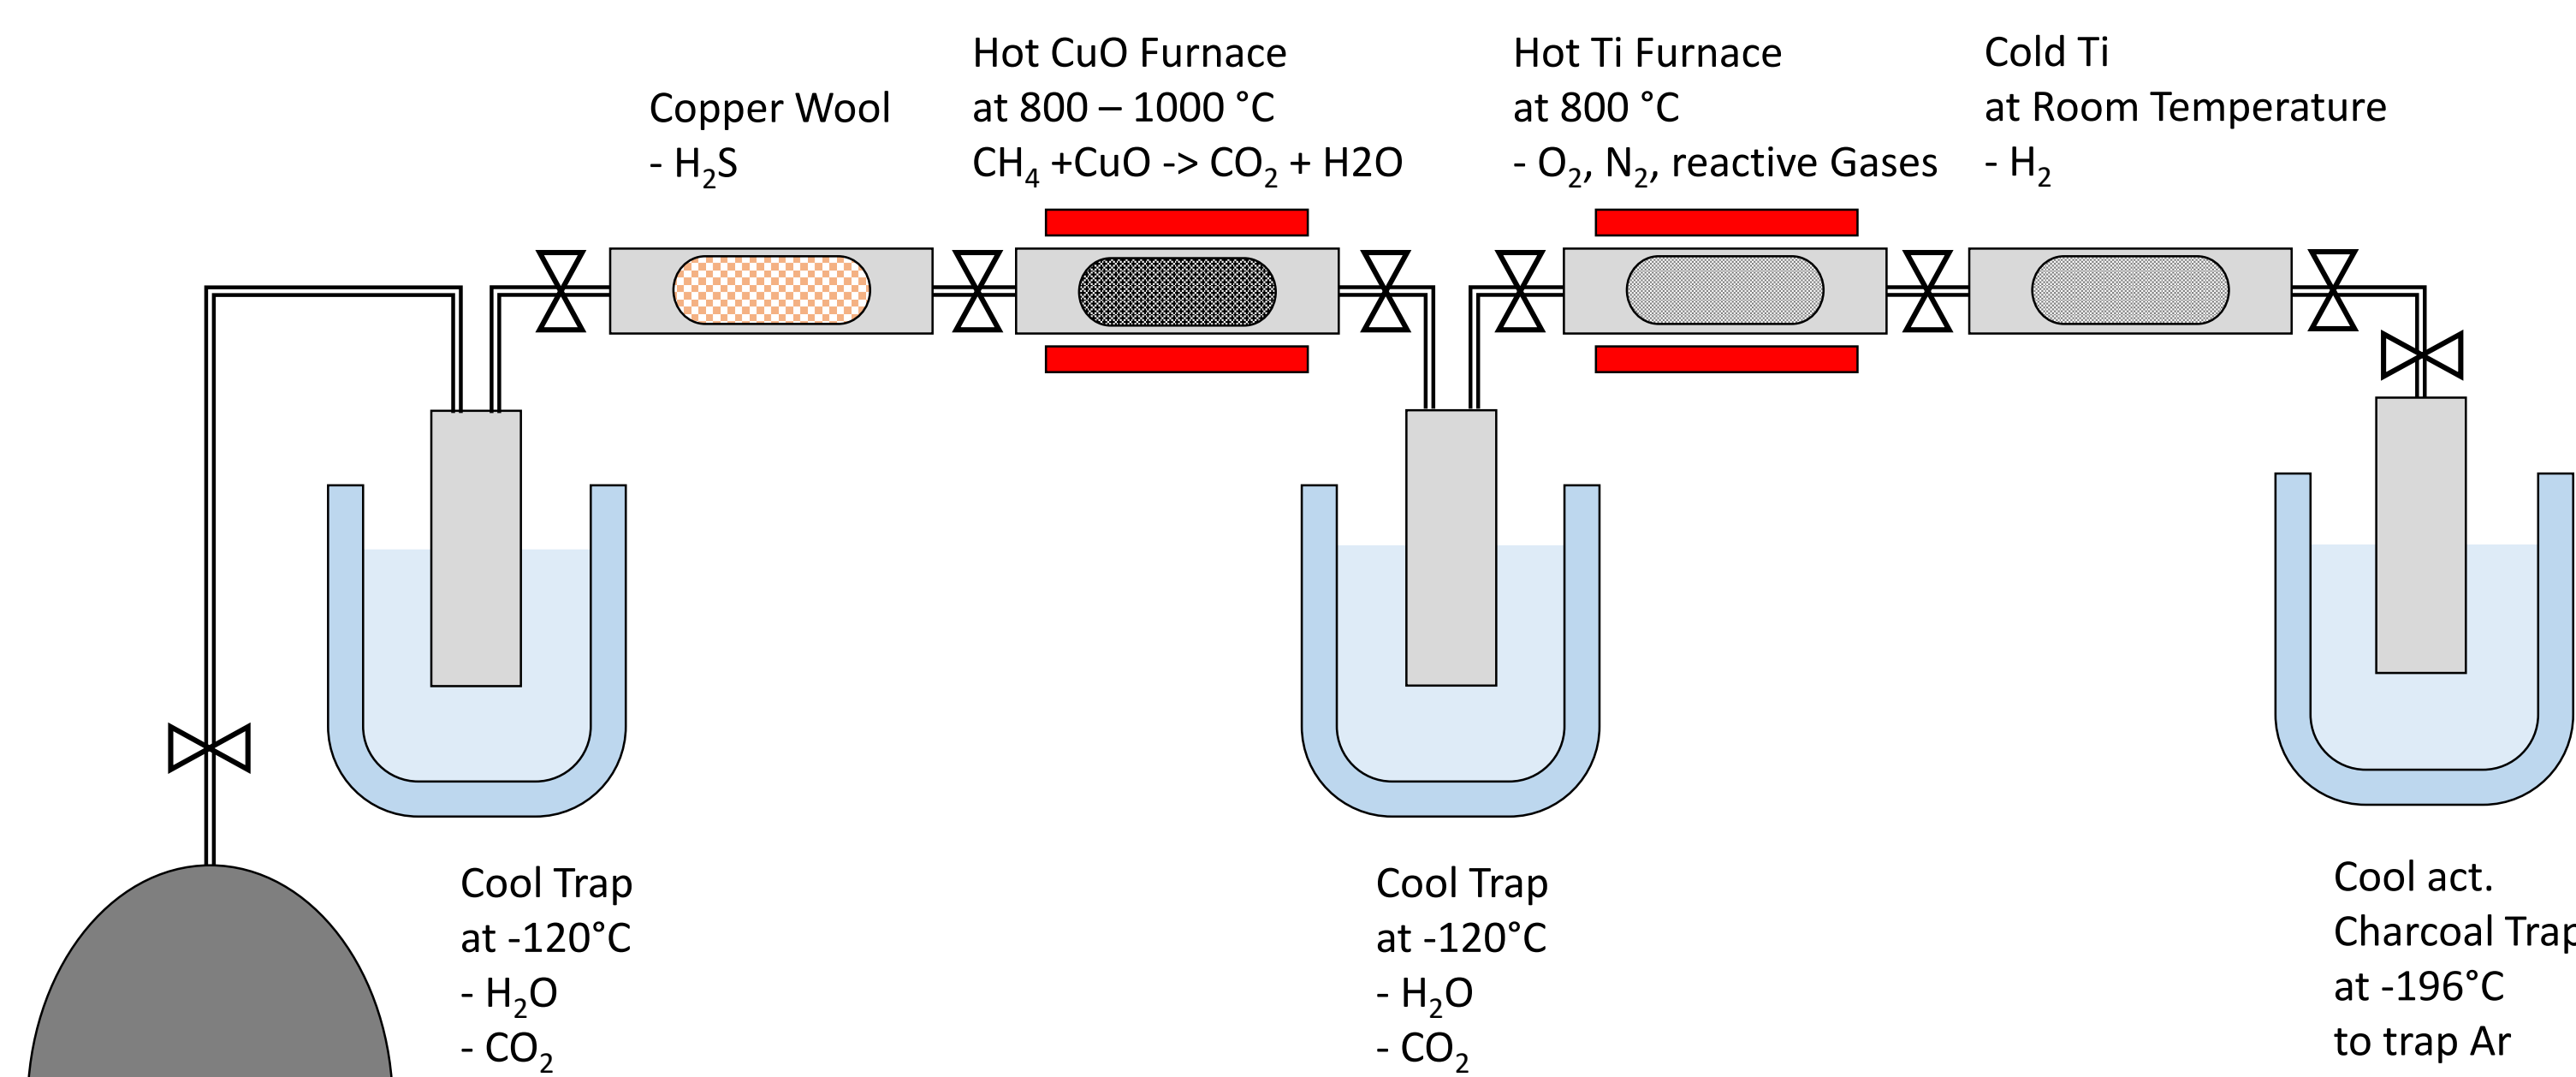 Copper Wool
- H₂S
Hot CuO Furnace
at 800 – 1000 °C
CH₄ +CuO -> CO₂ + H2O
Hot Ti Furnace
at 800 °C
- O₂, N₂, reactive Gases
Cold Ti
at Room Temperature
- H₂
Cool Trap
at -120°C
- H₂O
- CO₂
Cool Trap
at -120°C
- H₂O
- CO₂
Cool act.
Charcoal Trap
at -196°C
to trap Ar